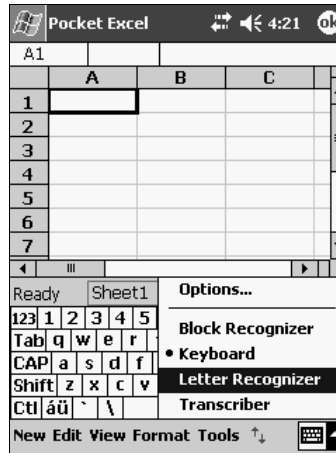 Pocket Excel 4:21 ok
A1
A B C
1
2
3
4
5
6
7
Ready Sheet1
Options...
Block Recognizer
• Keyboard
Letter Recognizer
Transcriber
123 1 2 3 4 5
Tab q w e r
CAP a s d f
Shift z x c v
Ctl áü ` \
New Edit View Format Tools